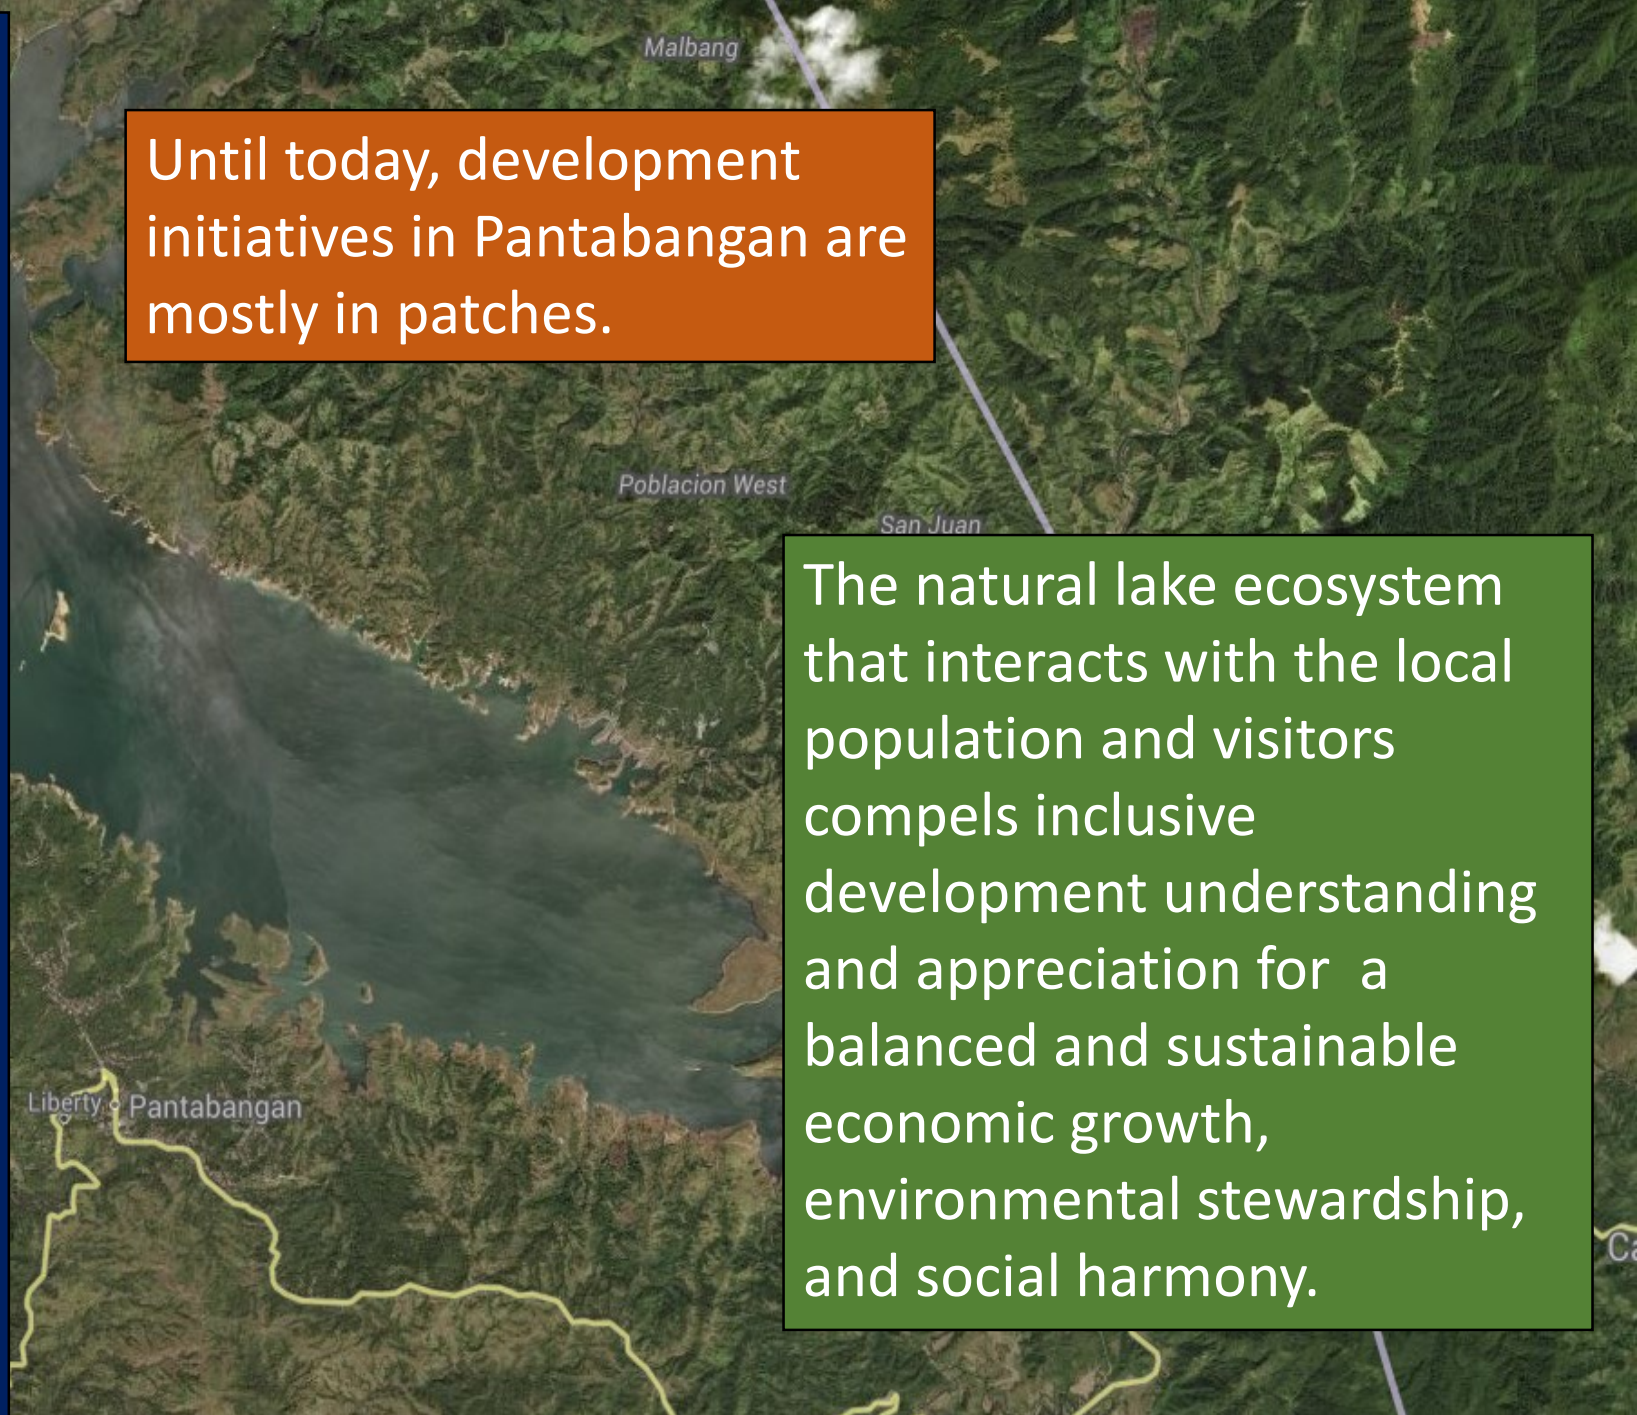 Malbang
Until today, development
initiatives in Pantabangan are
mostly in patches.
Poblacion West
San Juan
The natural lake ecosystem
that interacts with the local
population and visitors
compels inclusive
development understanding
and appreciation for  a
balanced and sustainable
economic growth,
environmental stewardship,
and social harmony.
Liberty
Pantabangan